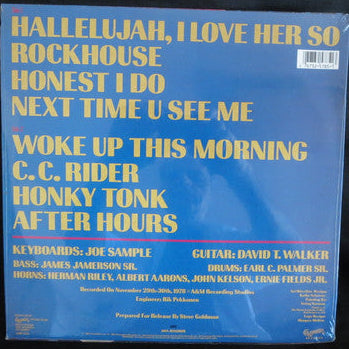 HALLELUJAH, I LOVE HER SO
ROCKHOUSE
HONEST I DO
NEXT TIME U SEE ME
WOKE UP THIS MORNING
C. C. RIDER
HONKY TONK
AFTER HOURS
KEYBOARDS: JOE SAMPLE GUITAR: DAVID T. WALKER
BASS: JAMES JAMERSON SR. DRUMS: EARL C. PALMER SR.
HORNS: HERMAN RILEY, ALBERT AARONS, JOHN KELSON, ERNIE FIELDS JR.
Recorded On November 29th-30th, 1978 A&M Recording Studios
Engineer: Rik Pekkonen
Prepared For Release By Steve Goldman